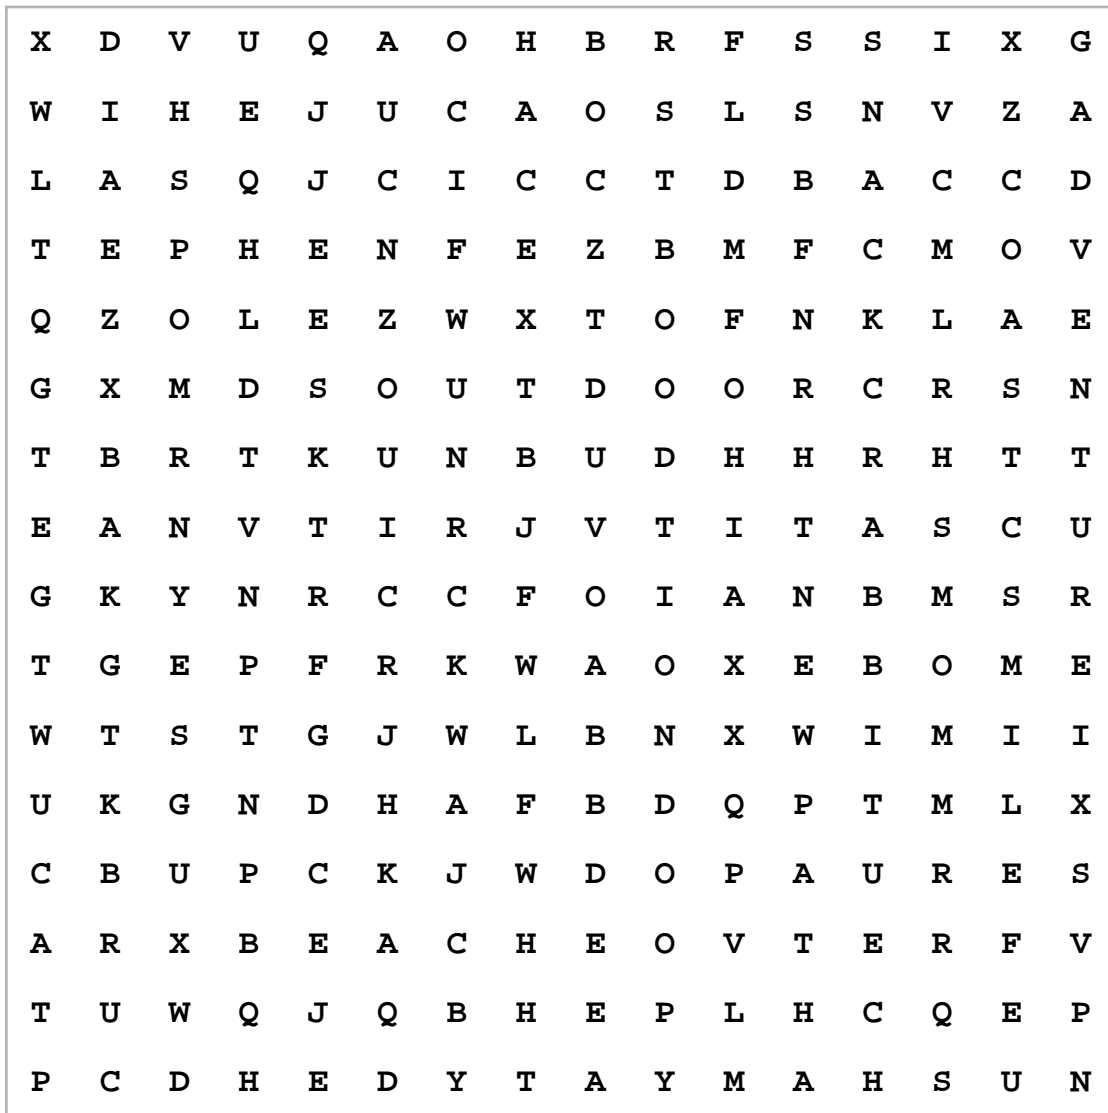 X D V U Q A O H B R F S S I X G
W I H E J U C A O S L S N V Z A
L A S Q J C I C C T D B A C C D
T E P H E N F E Z B M F C M O V
Q Z O L E Z W X T O F N K L A E
G X M D S O U T D O O R C R S N
T B R T K U N B U D H H R H T T
E A N V T I R J V T I T A S C U
G K Y N R C C F O I A N B M S R
T G E P F R K W A O X E B O M E
W T S T G J W L B N X W I M I I
U K G N D H A F B D Q P T M L X
C B U P C K J W D O P A U R E S
A R X B E A C H E O V T E R F V
T U W Q J Q B H E P L H C Q E P
P C D H E D Y T A Y M A H S U N